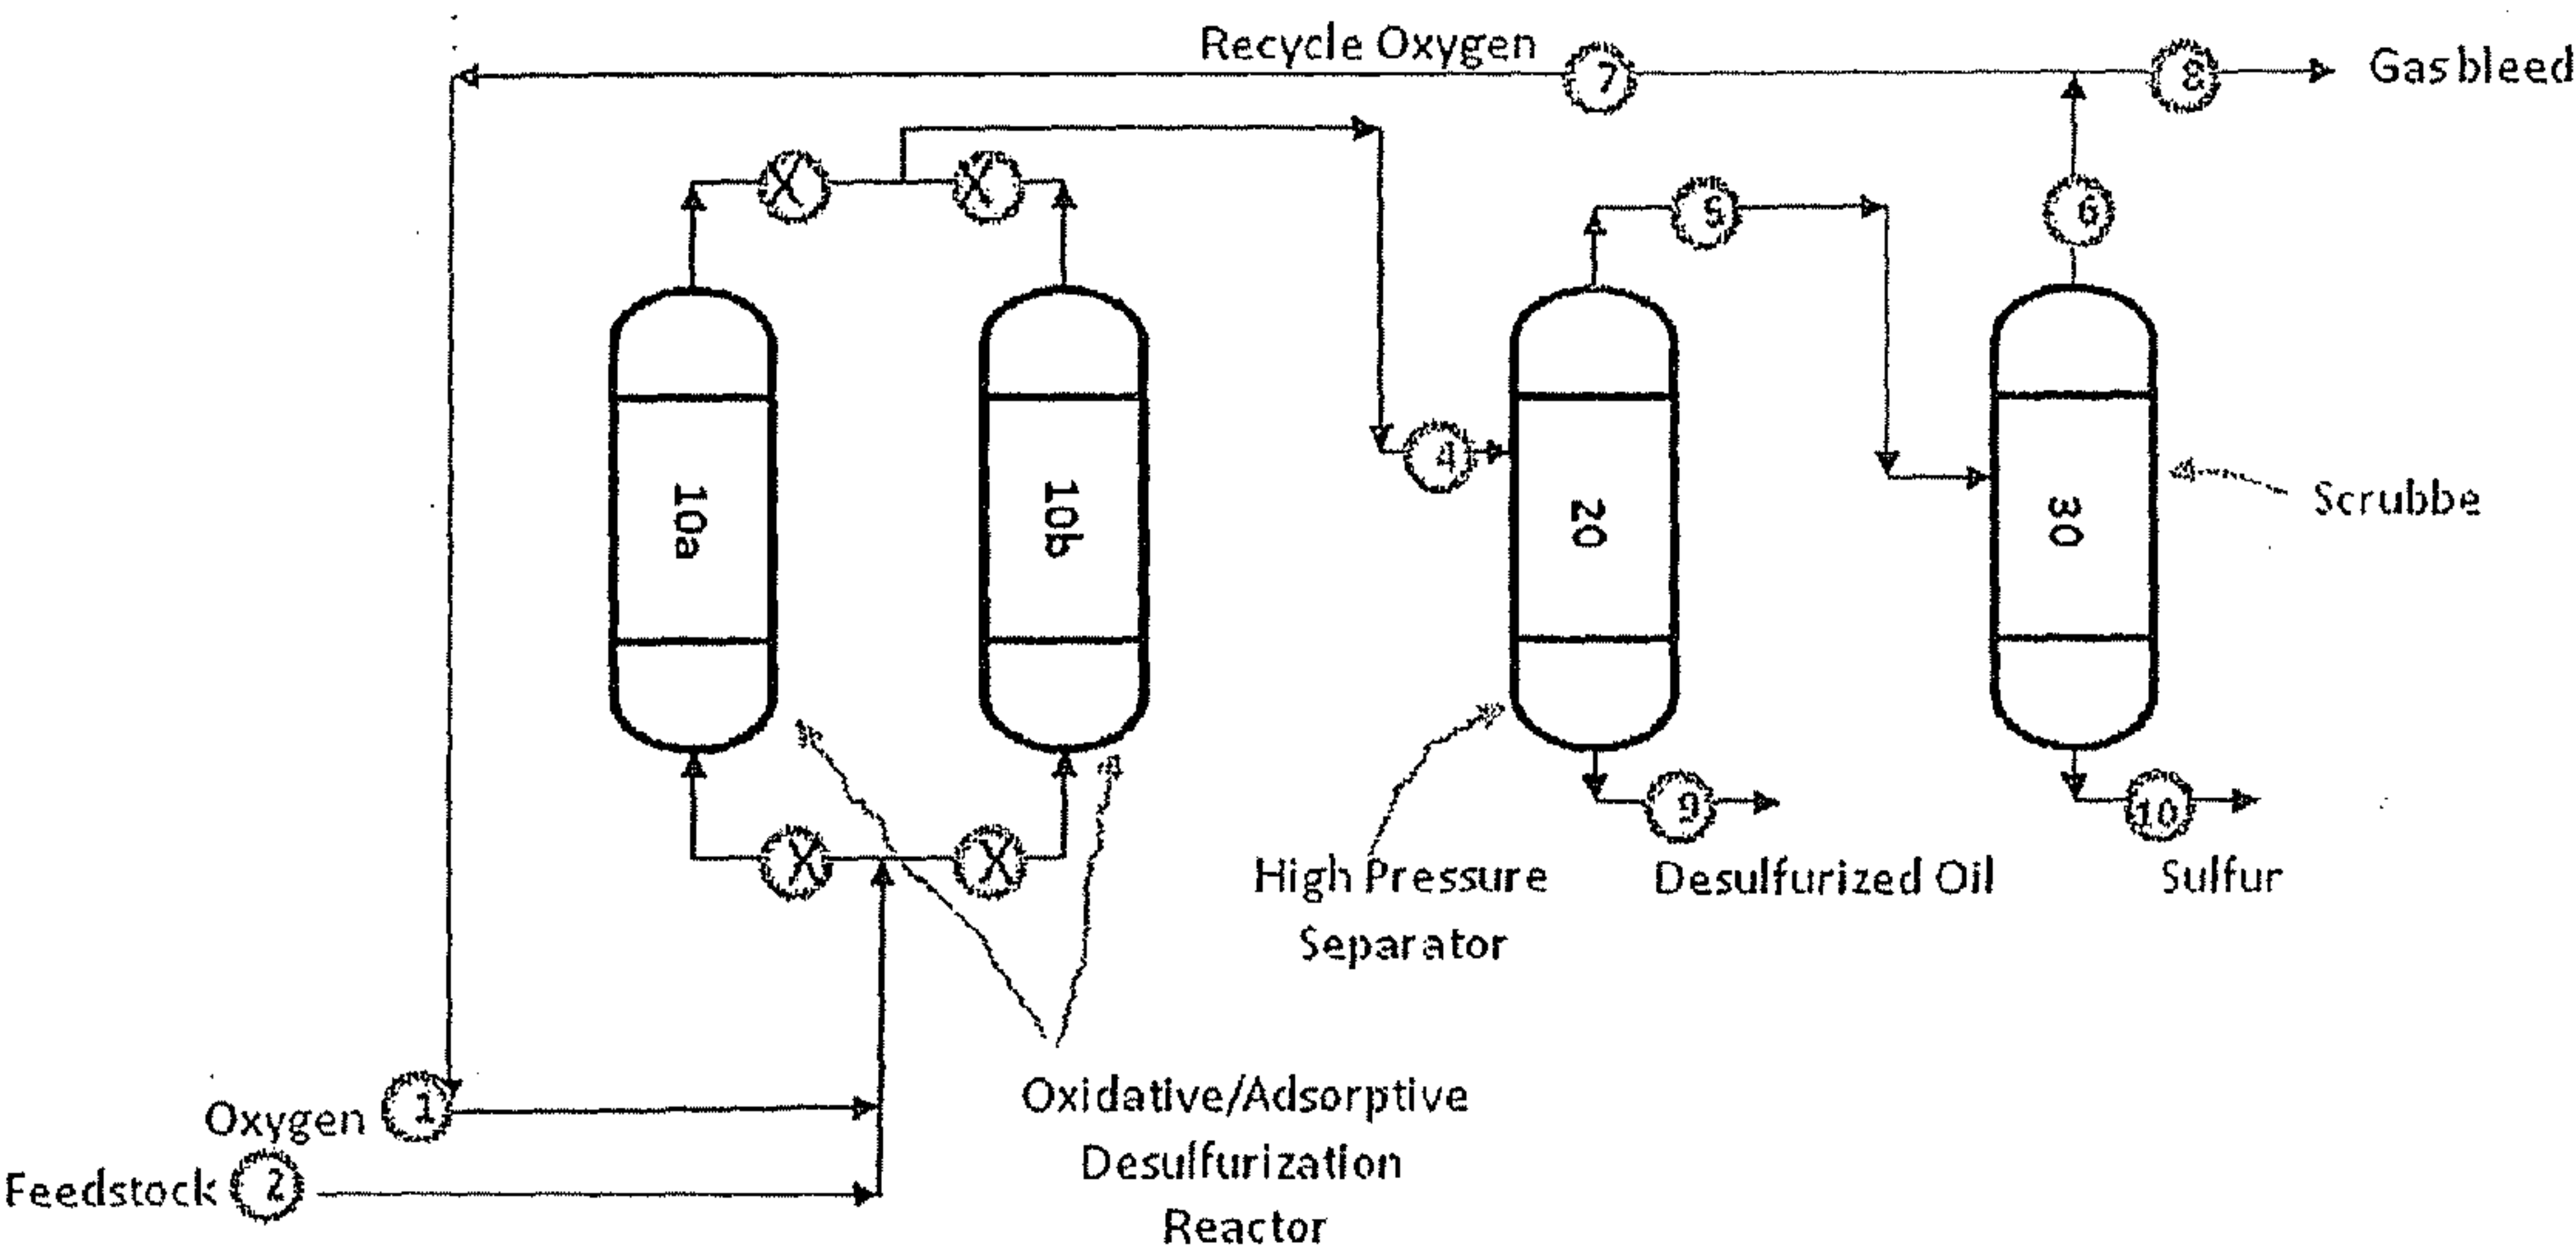 Recycle Oxygen
7
8
Gas bleed
X
X
5
6
4
10a
10b
20
30
Scrubbe
X
X
9
10
High Pressure
Separator
Desulfurized Oil
Sulfur
Oxygen
1
Feedstock
2
Oxidative/Adsorptive
Desulfurization
Reactor